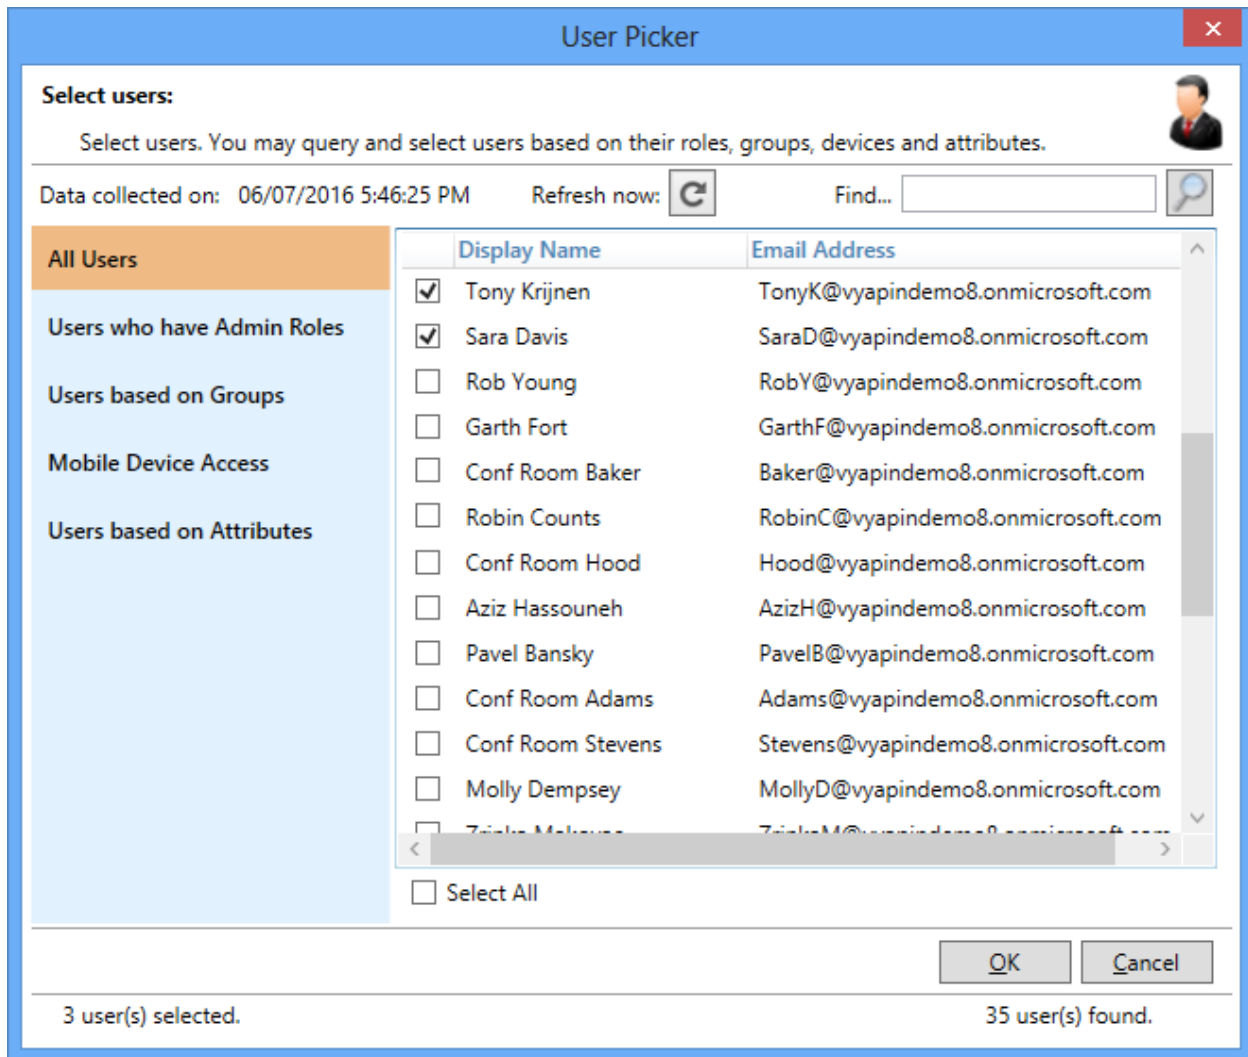 User Picker
Select users:
Select users. You may query and select users based on their roles, groups, devices and attributes.
Data collected on: 06/07/2016 5:46:25 PM Refresh now: Find...
All Users
Users who have Admin Roles
Users based on Groups
Mobile Device Access
Users based on Attributes
Display Name Email Address
Tony Krijnen TonyK@vyapindemo8.onmicrosoft.com
Sara Davis SaraD@vyapindemo8.onmicrosoft.com
Rob Young RobY@vyapindemo8.onmicrosoft.com
Garth Fort GarthF@vyapindemo8.onmicrosoft.com
Conf Room Baker Baker@vyapindemo8.onmicrosoft.com
Robin Counts RobinC@vyapindemo8.onmicrosoft.com
Conf Room Hood Hood@vyapindemo8.onmicrosoft.com
Aziz Hassouneh AzizH@vyapindemo8.onmicrosoft.com
Pavel Bansky PavelB@vyapindemo8.onmicrosoft.com
Conf Room Adams Adams@vyapindemo8.onmicrosoft.com
Conf Room Stevens Stevens@vyapindemo8.onmicrosoft.com
Molly Dempsey MollyD@vyapindemo8.onmicrosoft.com
Select All
OK Cancel
3 user(s) selected. 35 user(s) found.